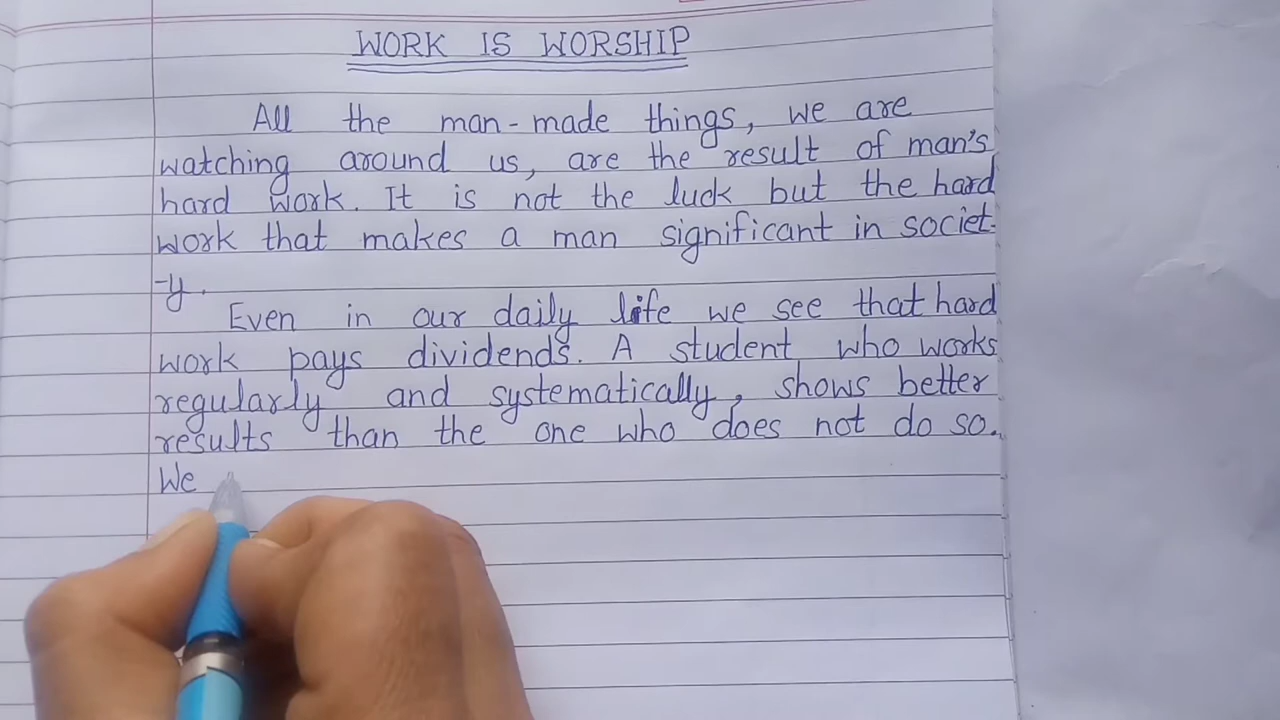 WORK IS WORSHIP
All the man-made things, we are
watching around us, are the result of man's
hard work. It is not the luck but the hard
work that makes a man significant in societ-
-y.
Even in our daily life we see that hard
work pays dividends. A student who works
regularly and systematically, shows better
results than the one who does not do so.
We